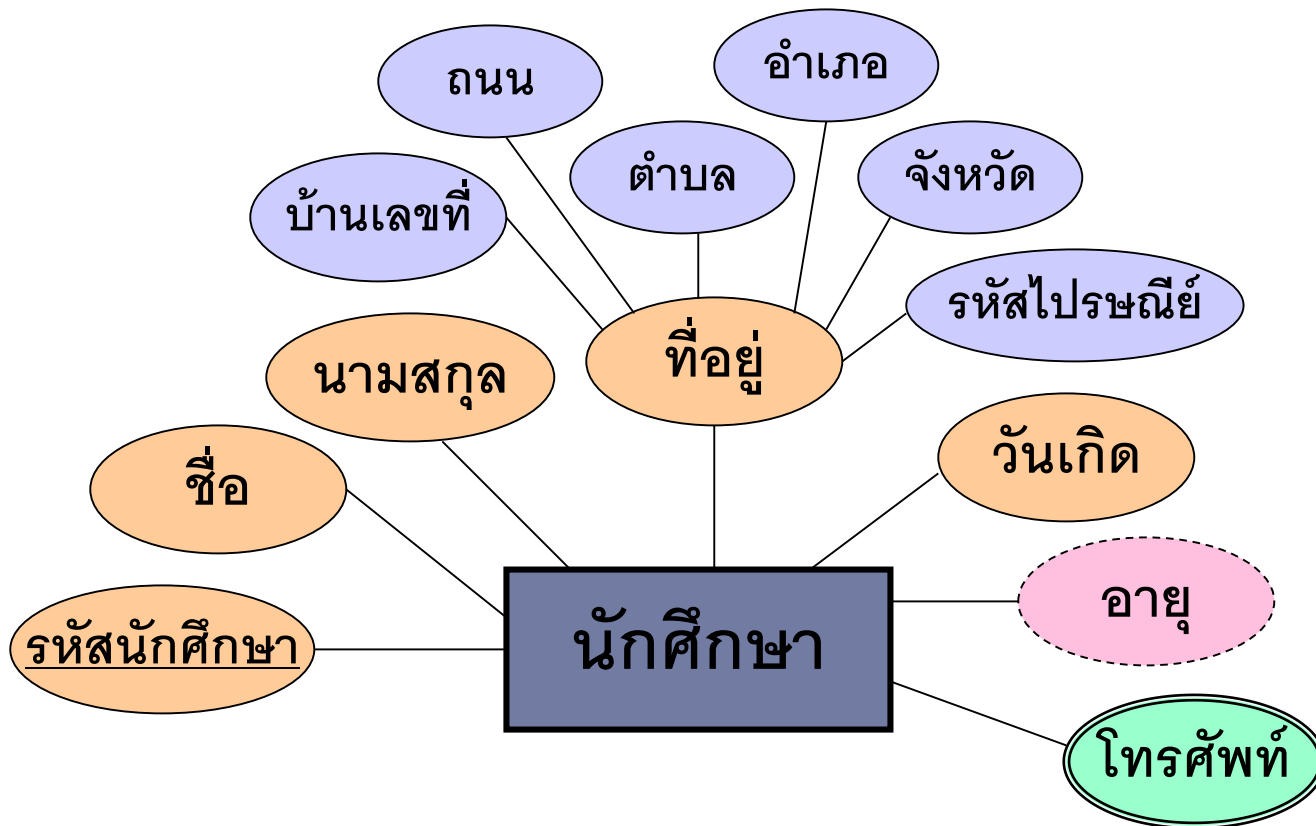 อำเภอ
ถนน
ตำบล
จังหวัด
บ้านเลขที่
รหัสไปรษณีย์
ที่อยู่
นามสกุล
วันเกิด
ชื่อ
อายุ
รหัสนักศึกษา
นักศึกษา
โทรศัพท์